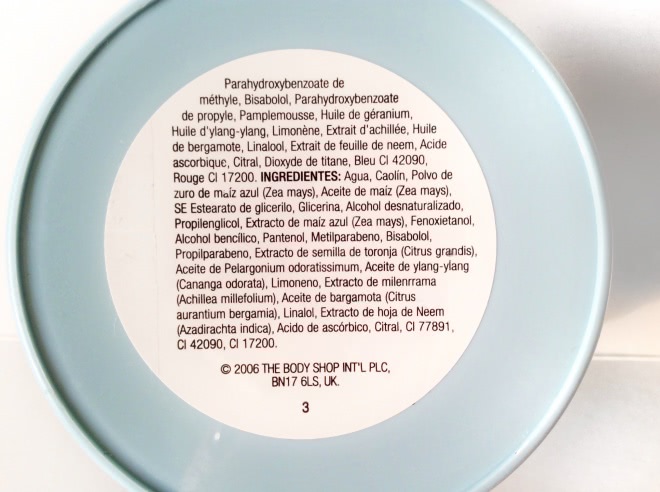 Parahydroxybenzoate de
méthyle, Bisabolol, Parahydroxybenzoate
de propyle, Pamplemousse, Huile de géranium,
Huile d'ylang-ylang, Limonène, Extrait d'achillée, Huile
de bergamote, Linalool, Extrait de feuille de neem, Acide
ascorbique, Citral, Dioxyde de titane, Bleu CI 42090,
Rouge CI 17200. INGREDIENTES: Agua, Caolín, Polvo de
zuro de maíz azul (Zea mays), Aceite de maíz (Zea mays),
SE Estearato de glicerilo, Glicerina, Alcohol desnaturalizado,
Propilenglicol, Extracto de maíz azul (Zea mays), Fenoxietanol,
Alcohol bencílico, Pantenol, Metilparabeno, Bisabolol,
Propilparabeno, Extracto de semilla de toronja (Citrus grandis),
Aceite de Pelargonium odoratissimum, Aceite de ylang-ylang
(Cananga odorata), Limoneno, Extracto de milenrrama
(Achillea millefolium), Aceite de bargamota (Citrus
aurantium bergamia), Linalol, Extracto de hoja de Neem
(Azadirachta indica), Acido de ascórbico, Citral, CI 77891,
CI 42090, CI 17200.
© 2006 THE BODY SHOP INT'L PLC,
BN17 6LS, UK.
3